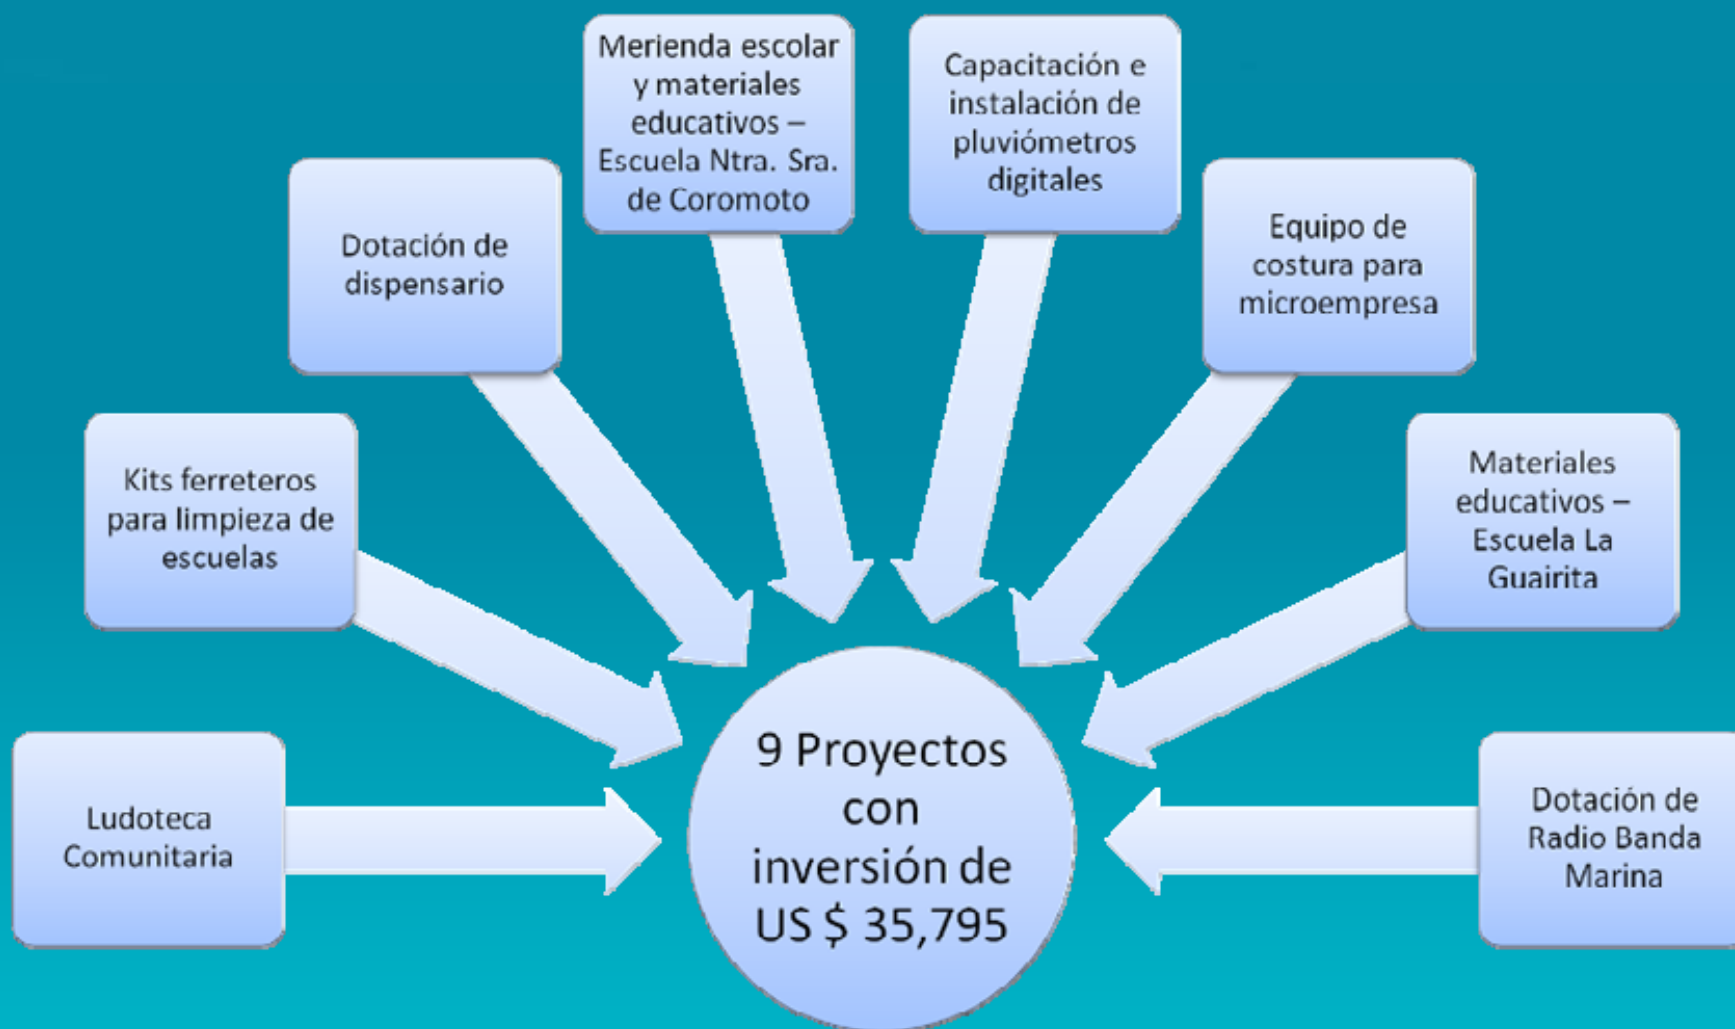 Merienda escolar
y materiales
educativos –
Escuela Ntra. Sra.
de Coromoto
Capacitación e
instalación de
pluviómetros
digitales
Dotación de
dispensario
Equipo de
costura para
microempresa
Kits ferreteros
para limpieza de
escuelas
Materiales
educativos –
Escuela La
Guairita
Ludoteca
Comunitaria
9 Proyectos
con
inversión de
US $ 35,795
Dotación de
Radio Banda
Marina